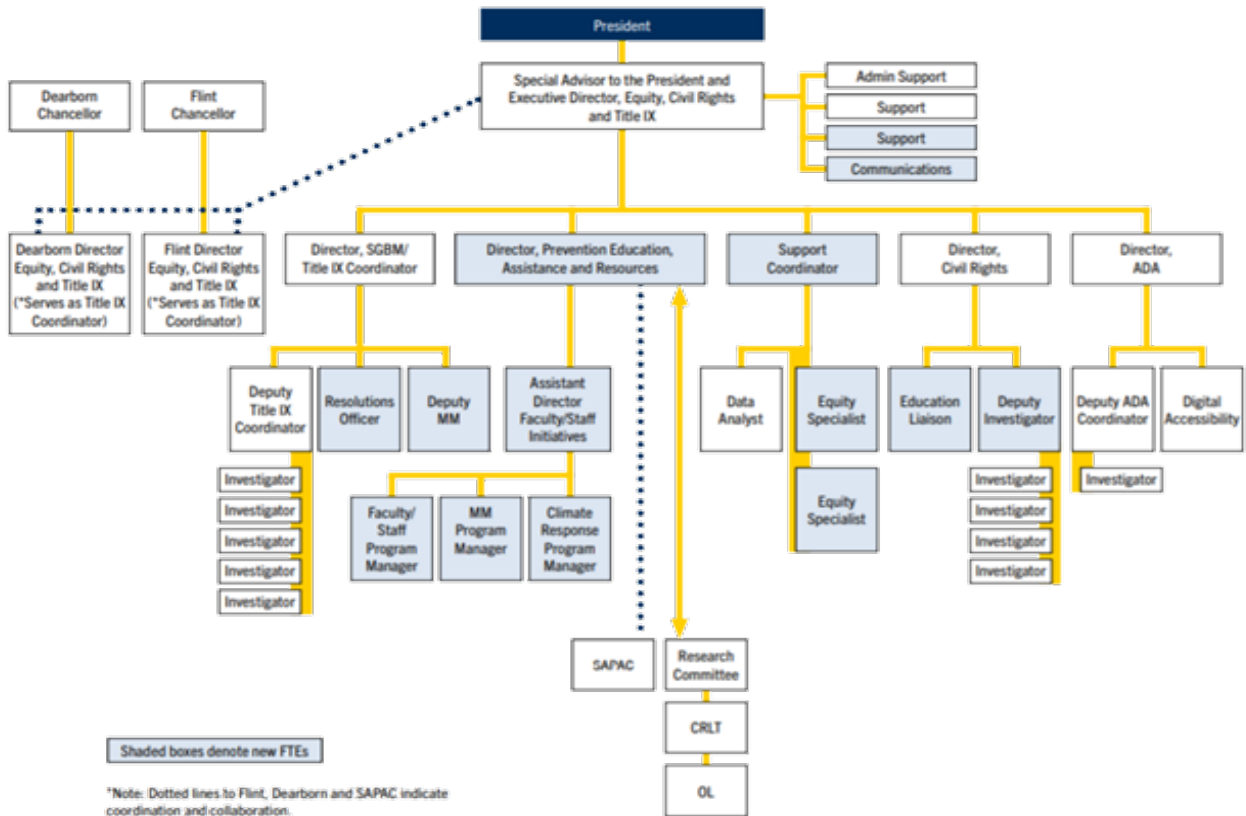 President
Special Advisor to the President and
Executive Director, Equity, Civil Rights
and Title IX
Admin Support
Support
Support
Communications
Dearborn
Chancellor
Flint
Chancellor
Dearborn Director
Equity, Civil Rights
and Title IX
(*Serves as Title IX
Coordinator)
Flint Director
Equity, Civil Rights
and Title IX
(*Serves as Title IX
Coordinator)
Director, SGBM/
Title IX Coordinator
Director, Prevention Education,
Assistance and Resources
Support
Coordinator
Director,
Civil Rights
Director,
ADA
Deputy
Title IX
Coordinator
Resolutions
Officer
Deputy
MM
Assistant
Director
Faculty/Staff
Initiatives
Data
Analyst
Equity
Specialist
Education
Liaison
Deputy
Investigator
Deputy ADA
Coordinator
Digital
Accessibility
Investigator
Investigator
Investigator
Investigator
Investigator
Faculty/
Staff
Program
Manager
MM
Program
Manager
Climate
Response
Program
Manager
Equity
Specialist
Investigator
Investigator
Investigator
Investigator
Investigator
SAPAC
Research
Committee
CRLT
OL
Shaded boxes denote new FTEs
*Note: Dotted lines to Flint, Dearborn and SAPAC indicate
coordination and collaboration.